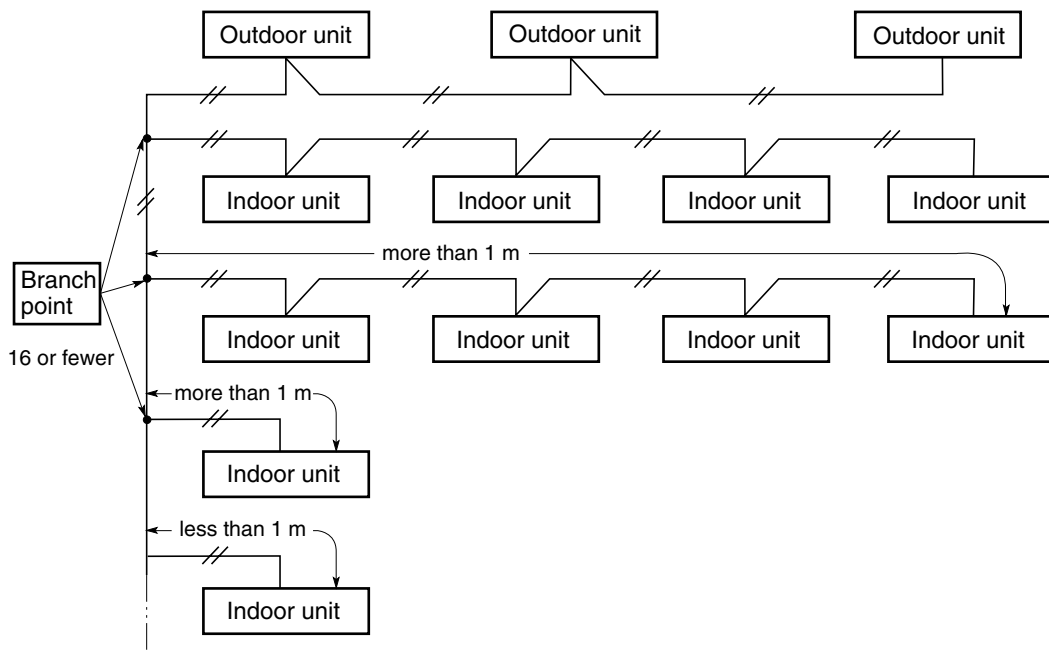 Outdoor unit
Outdoor unit
Outdoor unit
Indoor unit
Indoor unit
Indoor unit
Indoor unit
more than 1 m
Branch
point
16 or fewer
Indoor unit
Indoor unit
Indoor unit
Indoor unit
more than 1 m
Indoor unit
less than 1 m
Indoor unit